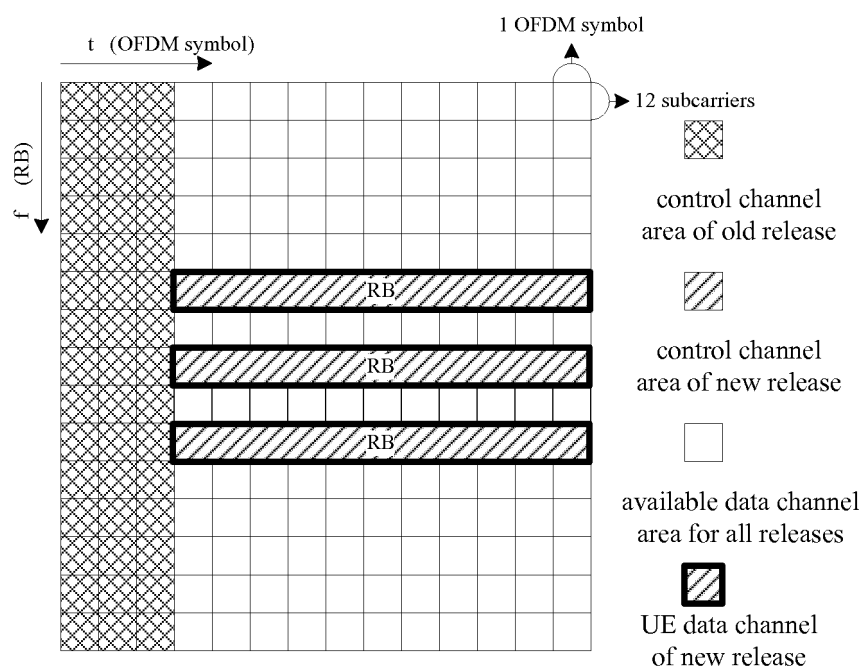 1 OFDM symbol
t (OFDM symbol)
12 subcarriers
f (RB)
control channel
area of old release
RB
control channel
area of new release
RB
RB
available data channel
area for all releases
UE data channel
of new release